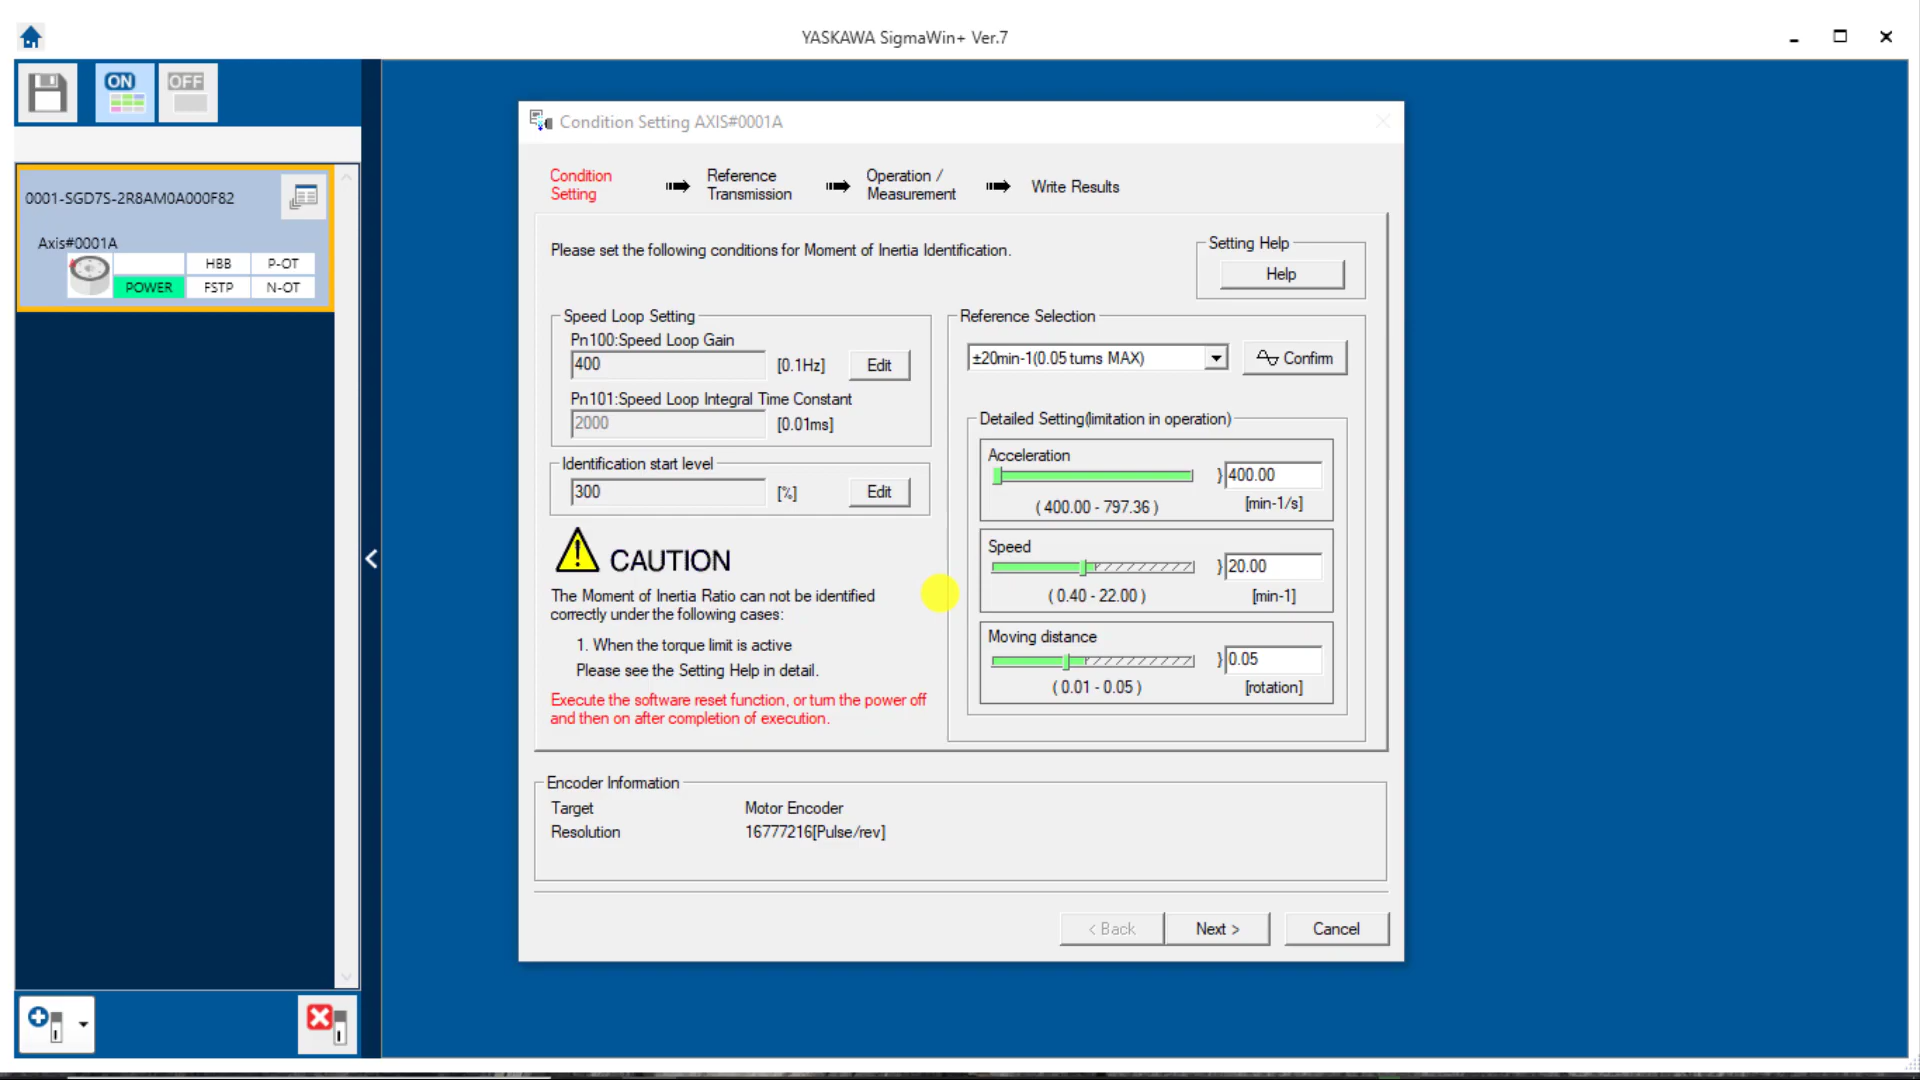 YASKAWA SigmaWin+ Ver.7
ON
OFF
0001-SGD7S-2R8AM0A000F82
Axis#0001A
HBB
P-OT
POWER
FSTP
N-OT
Condition Setting AXIS#0001A
Condition
Setting
Reference
Transmission
Operation /
Measurement
Write Results
Please set the following conditions for Moment of Inertia Identification.
Setting Help
Help
Speed Loop Setting
Pn100:Speed Loop Gain
400
[0.1Hz]
Edit
Pn101:Speed Loop Integral Time Constant
2000
[0.01ms]
Identification start level
300
[%]
Edit
CAUTION
The Moment of Inertia Ratio can not be identified
correctly under the following cases:
1. When the torque limit is active
Please see the Setting Help in detail.
Execute the software reset function, or turn the power off
and then on after completion of execution.
Reference Selection
±20min-1(0.05 turns MAX)
Confirm
Detailed Setting(limitation in operation)
Acceleration
}400.00
( 400.00 - 797.36 )
[min-1/s]
Speed
}20.00
( 0.40 - 22.00 )
[min-1]
Moving distance
}0.05
( 0.01 - 0.05 )
[rotation]
Encoder Information
Target
Motor Encoder
Resolution
16777216[Pulse/rev]
< Back
Next >
Cancel